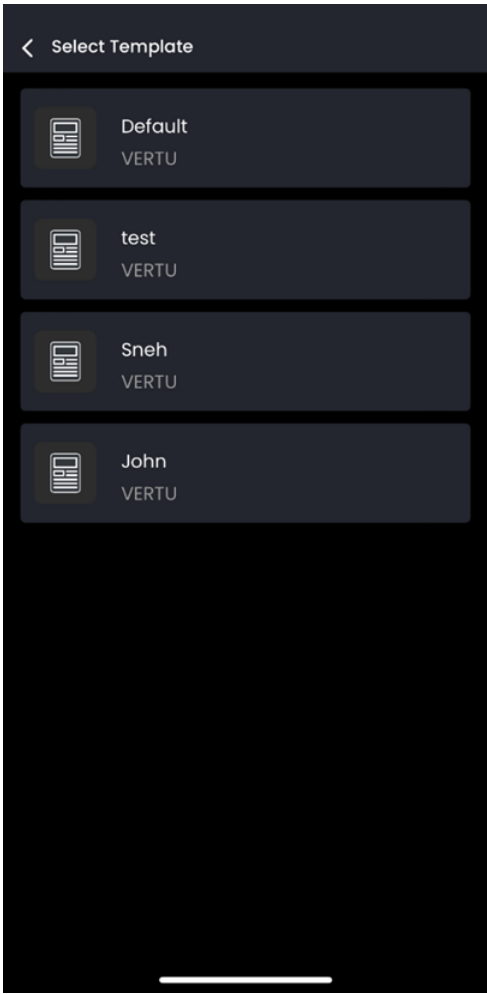 Select Template
Default
VERTU
test
VERTU
Sneh
VERTU
John
VERTU